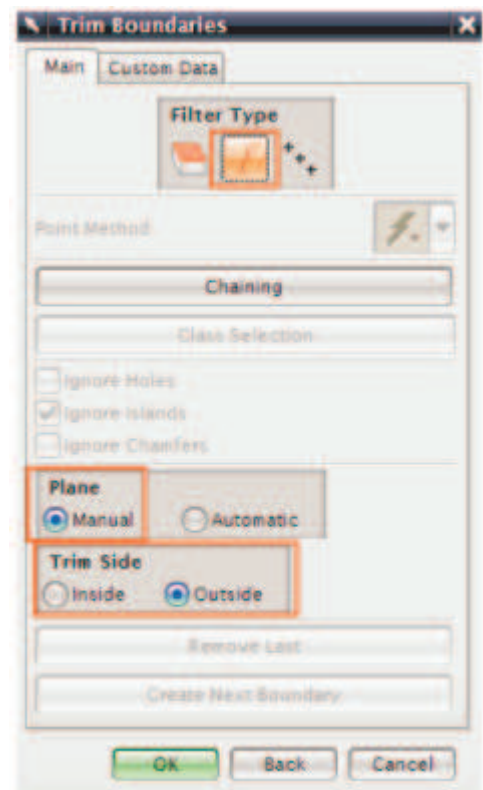 Trim Boundaries
Main Custom Data
Filter Type
Point Method
Chaining
Class Selection
Ignore Holes
Ignore Islands
Ignore Chamfers
Plane
Manual Automatic
Trim Side
Inside Outside
Remove Last
Create Next Boundary
OK Back Cancel